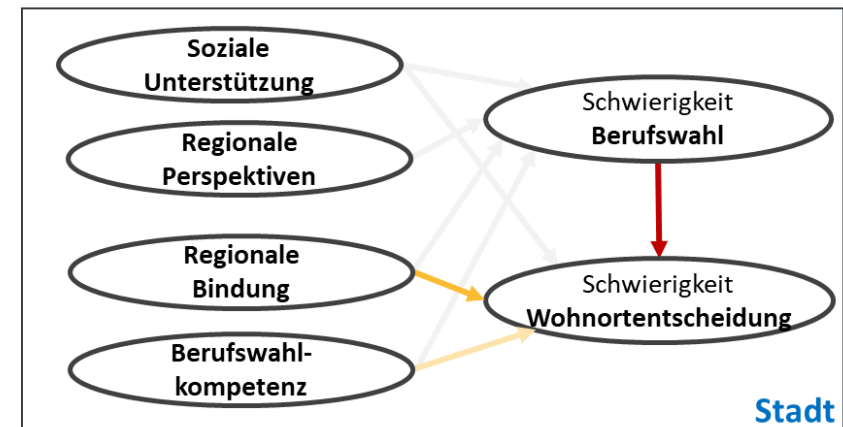 Soziale
Unterstützung
Regionale
Perspektiven
Regionale
Bindung
Berufswahl-
kompetenz
Schwierigkeit
Berufswahl
Schwierigkeit
Wohnortentscheidung
Stadt